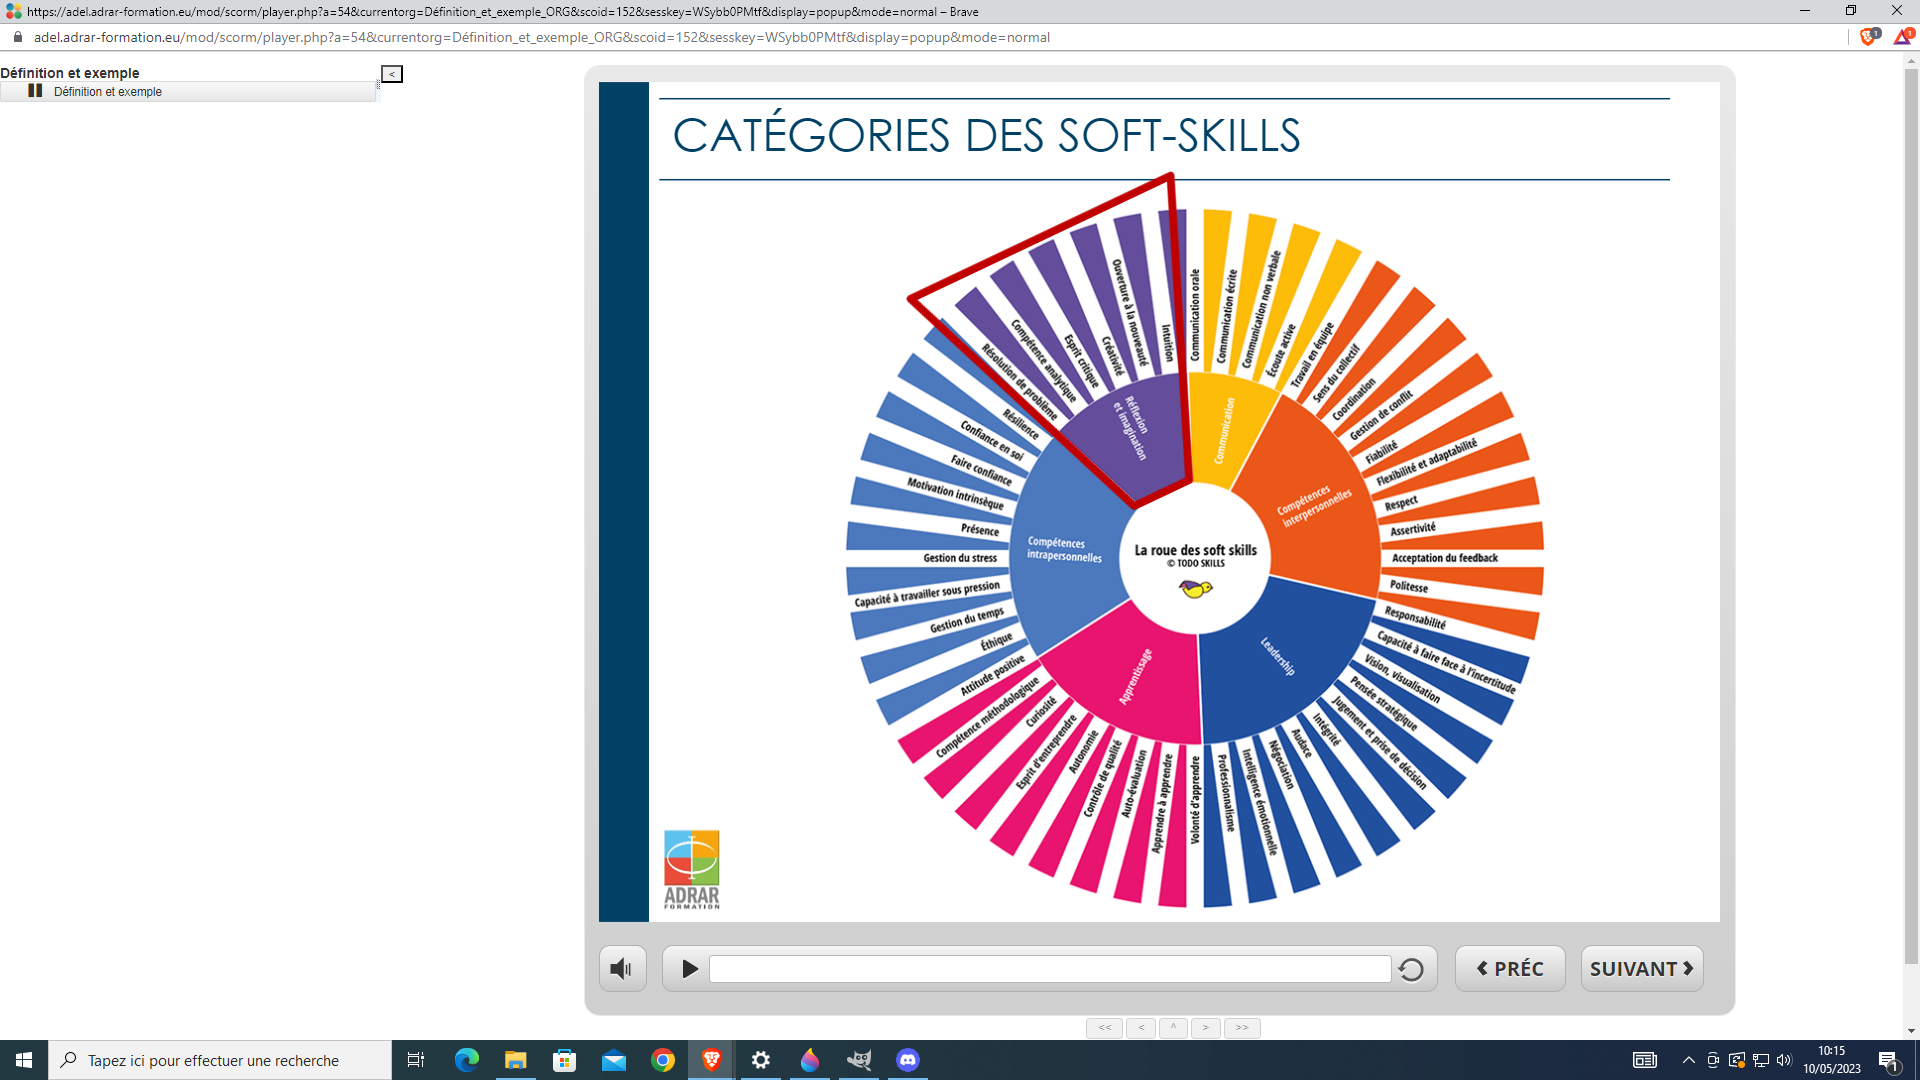 https://adel.adrar-formation.eu/mod/scorm/player.php?a=54&currentorg=Définition_et_exemple_ORG&scoid=152&sesskey=WSybb0PMtf&display=popup&mode=normal – Brave
adel.adrar-formation.eu/mod/scorm/player.php?a=54&currentorg=Définition_et_exemple_ORG&scoid=152&sesskey=WSybb0PMtf&display=popup&mode=normal
1
1
Définition et exemple
<
Définition et exemple
CATÉGORIES DES SOFT-SKILLS
Communication orale
Communication écrite
Communication non verbale
Écoute active
Travail en équipe
Sens du collectif
Coordination
Gestion de conflit
Fiabilité
Flexibilité et adaptabilité
Respect
Assertivité
Acceptation du feedback
Politesse
Responsabilité
Capacité à faire face à l'incertitude
Vision, visualisation
Pensée stratégique
Jugement et prise de décision
Intégrité
Audace
Négociation
Intelligence émotionnelle
Professionnalisme
Volonté d'apprendre
Apprendre à apprendre
Auto-évaluation
Contrôle de qualité
Autonomie
Esprit d'entreprendre
Curiosité
Compétence méthodologique
Attitude positive
Éthique
Gestion du temps
Capacité à travailler sous pression
Gestion du stress
Présence
Motivation intrinsèque
Faire confiance
Confiance en soi
Résilience
Résolution de problème
Compétence analytique
Esprit critique
Créativité
Ouverture à la nouveauté
Intuition
Réflexion
et imagination
Communication
Compétences
interpersonnelles
Leadership
Apprentissage
Compétences
intrapersonnelles
La roue des soft skills
© TODO SKILLS
ADRAR
FORMATION
PRÉC
SUIVANT
<<
<
^
>
>>
Tapez ici pour effectuer une recherche
10:15
10/05/2023
1